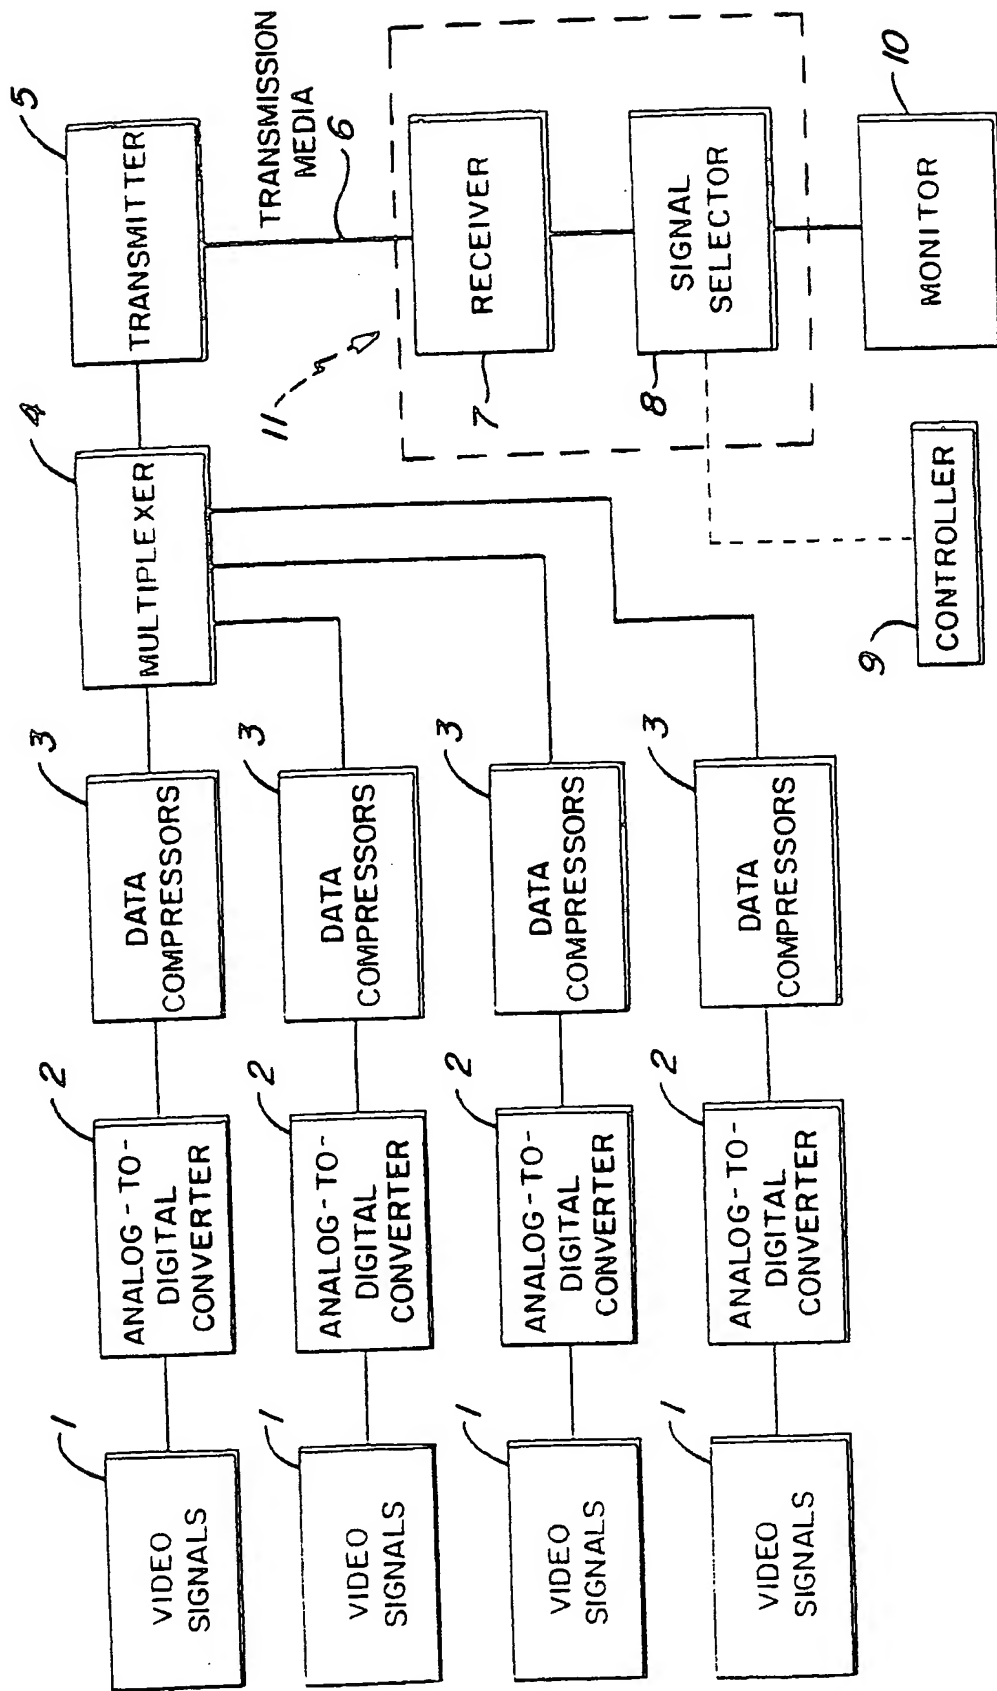 1
VIDEO
SIGNALS
2
ANALOG-TO-
DIGITAL
CONVERTER
3
DATA
COMPRESSORS
4
MULTIPLEXER
5
TRANSMITTER
1
VIDEO
SIGNALS
2
ANALOG-TO-
DIGITAL
CONVERTER
3
DATA
COMPRESSORS
TRANSMISSION
MEDIA
6
11
1
VIDEO
SIGNALS
2
ANALOG-TO-
DIGITAL
CONVERTER
3
DATA
COMPRESSORS
7
RECEIVER
1
VIDEO
SIGNALS
2
ANALOG-TO-
DIGITAL
CONVERTER
3
DATA
COMPRESSORS
8
SIGNAL
SELECTOR
9
CONTROLLER
10
MONITOR